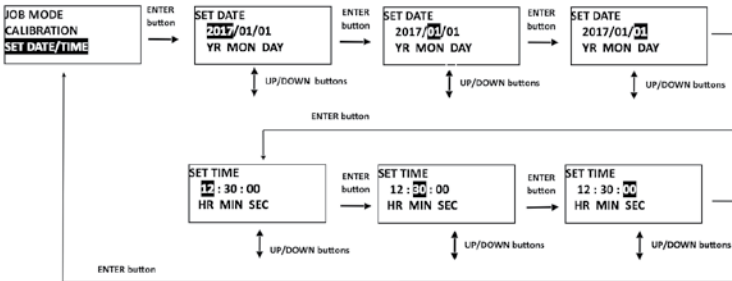 JOB MODE
CALIBRATION
SET DATE/TIME
ENTER
button
SET DATE
2017/01/01
YR MON DAY
UP/DOWN buttons
ENTER
button
SET DATE
2017/01/01
YR MON DAY
UP/DOWN buttons
ENTER
button
SET DATE
2017/01/01
YR MON DAY
UP/DOWN buttons
ENTER button
SET TIME
12 : 30 : 00
HR MIN SEC
UP/DOWN buttons
ENTER
button
SET TIME
12 : 30 : 00
HR MIN SEC
UP/DOWN buttons
ENTER
button
SET TIME
12 : 30 : 00
HR MIN SEC
UP/DOWN buttons
ENTER button